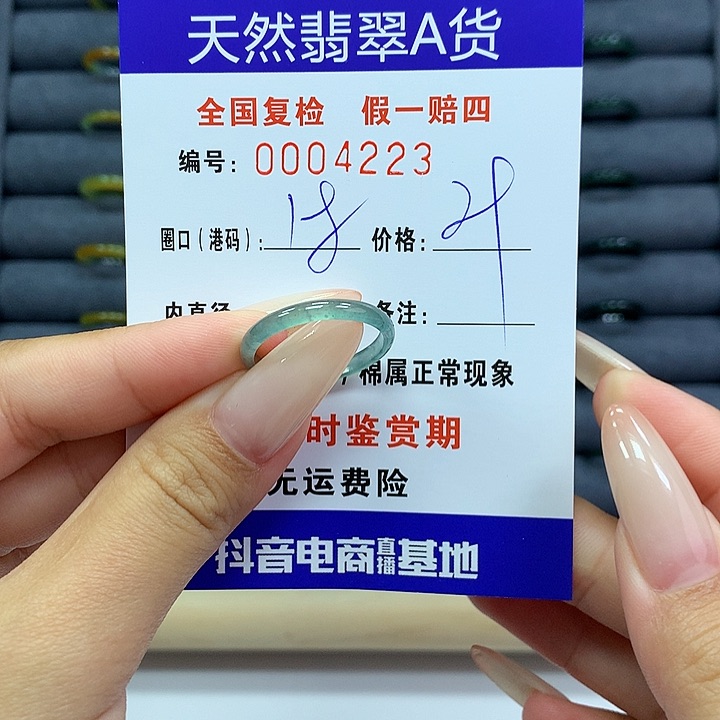 天然翡翠A货
全国复检 假一赔四
编号: 0004223
圈口(港码): 18 价格:
内直径 备注:
棉属正常现象
时鉴赏期
无运费险
抖音电商直播基地